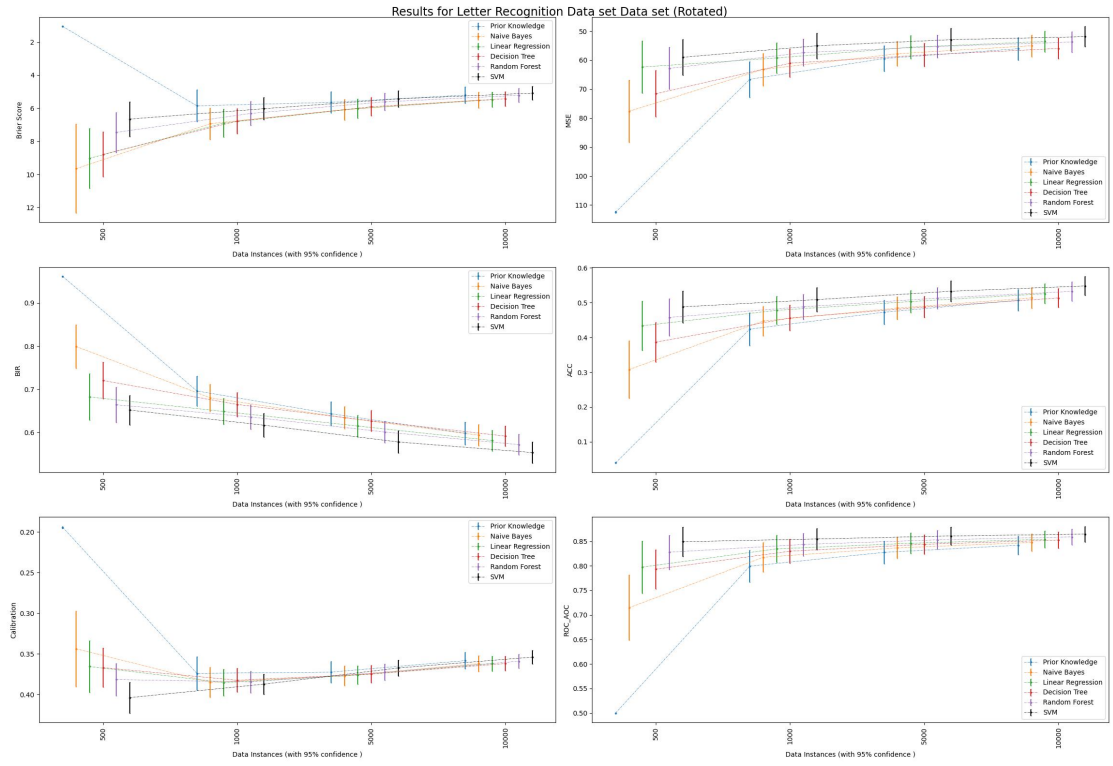 Results for Letter Recognition Data set Data set (Rotated)
Brier Score
2
4
6
8
10
12
Prior Knowledge
Naive Bayes
Linear Regression
Decision Tree
Random Forest
SVM
500
1000
5000
10000
Data Instances (with 95% confidence )
MSE
50
60
70
80
90
100
110
Prior Knowledge
Naive Bayes
Linear Regression
Decision Tree
Random Forest
SVM
500
1000
5000
10000
Data Instances (with 95% confidence )
BIR
0.9
0.8
0.7
0.6
Prior Knowledge
Naive Bayes
Linear Regression
Decision Tree
Random Forest
SVM
500
1000
5000
10000
Data Instances (with 95% confidence )
ACC
0.6
0.5
0.4
0.3
0.2
0.1
Prior Knowledge
Naive Bayes
Linear Regression
Decision Tree
Random Forest
SVM
500
1000
5000
10000
Data Instances (with 95% confidence )
Calibration
0.20
0.25
0.30
0.35
0.40
Prior Knowledge
Naive Bayes
Linear Regression
Decision Tree
Random Forest
SVM
500
1000
5000
10000
Data Instances (with 95% confidence )
ROC_AOC
0.85
0.80
0.75
0.70
0.65
0.60
0.55
0.50
Prior Knowledge
Naive Bayes
Linear Regression
Decision Tree
Random Forest
SVM
500
1000
5000
10000
Data Instances (with 95% confidence )